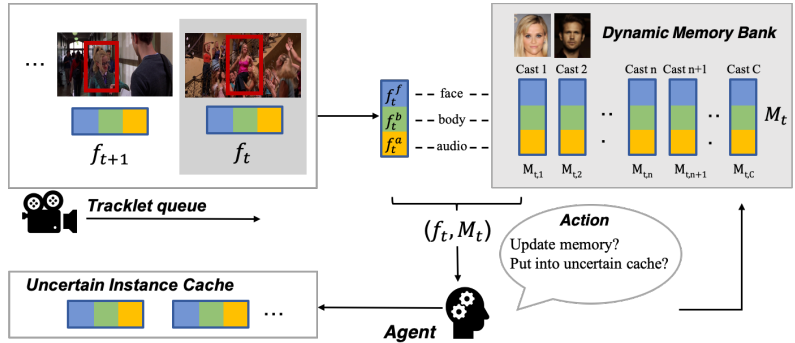 ...
f_{t+1}
f_t
Tracklet queue
f_t^f
f_t^b
f_t^a
face
body
audio
Dynamic Memory Bank
Cast 1 Cast 2 Cast n Cast n+1 Cast C
M_t
M_{t,1} M_{t,2} M_{t,n} M_{t,n+1} M_{t,C}
(f_t, M_t)
Action
Update memory?
Put into uncertain cache?
Uncertain Instance Cache
...
Agent